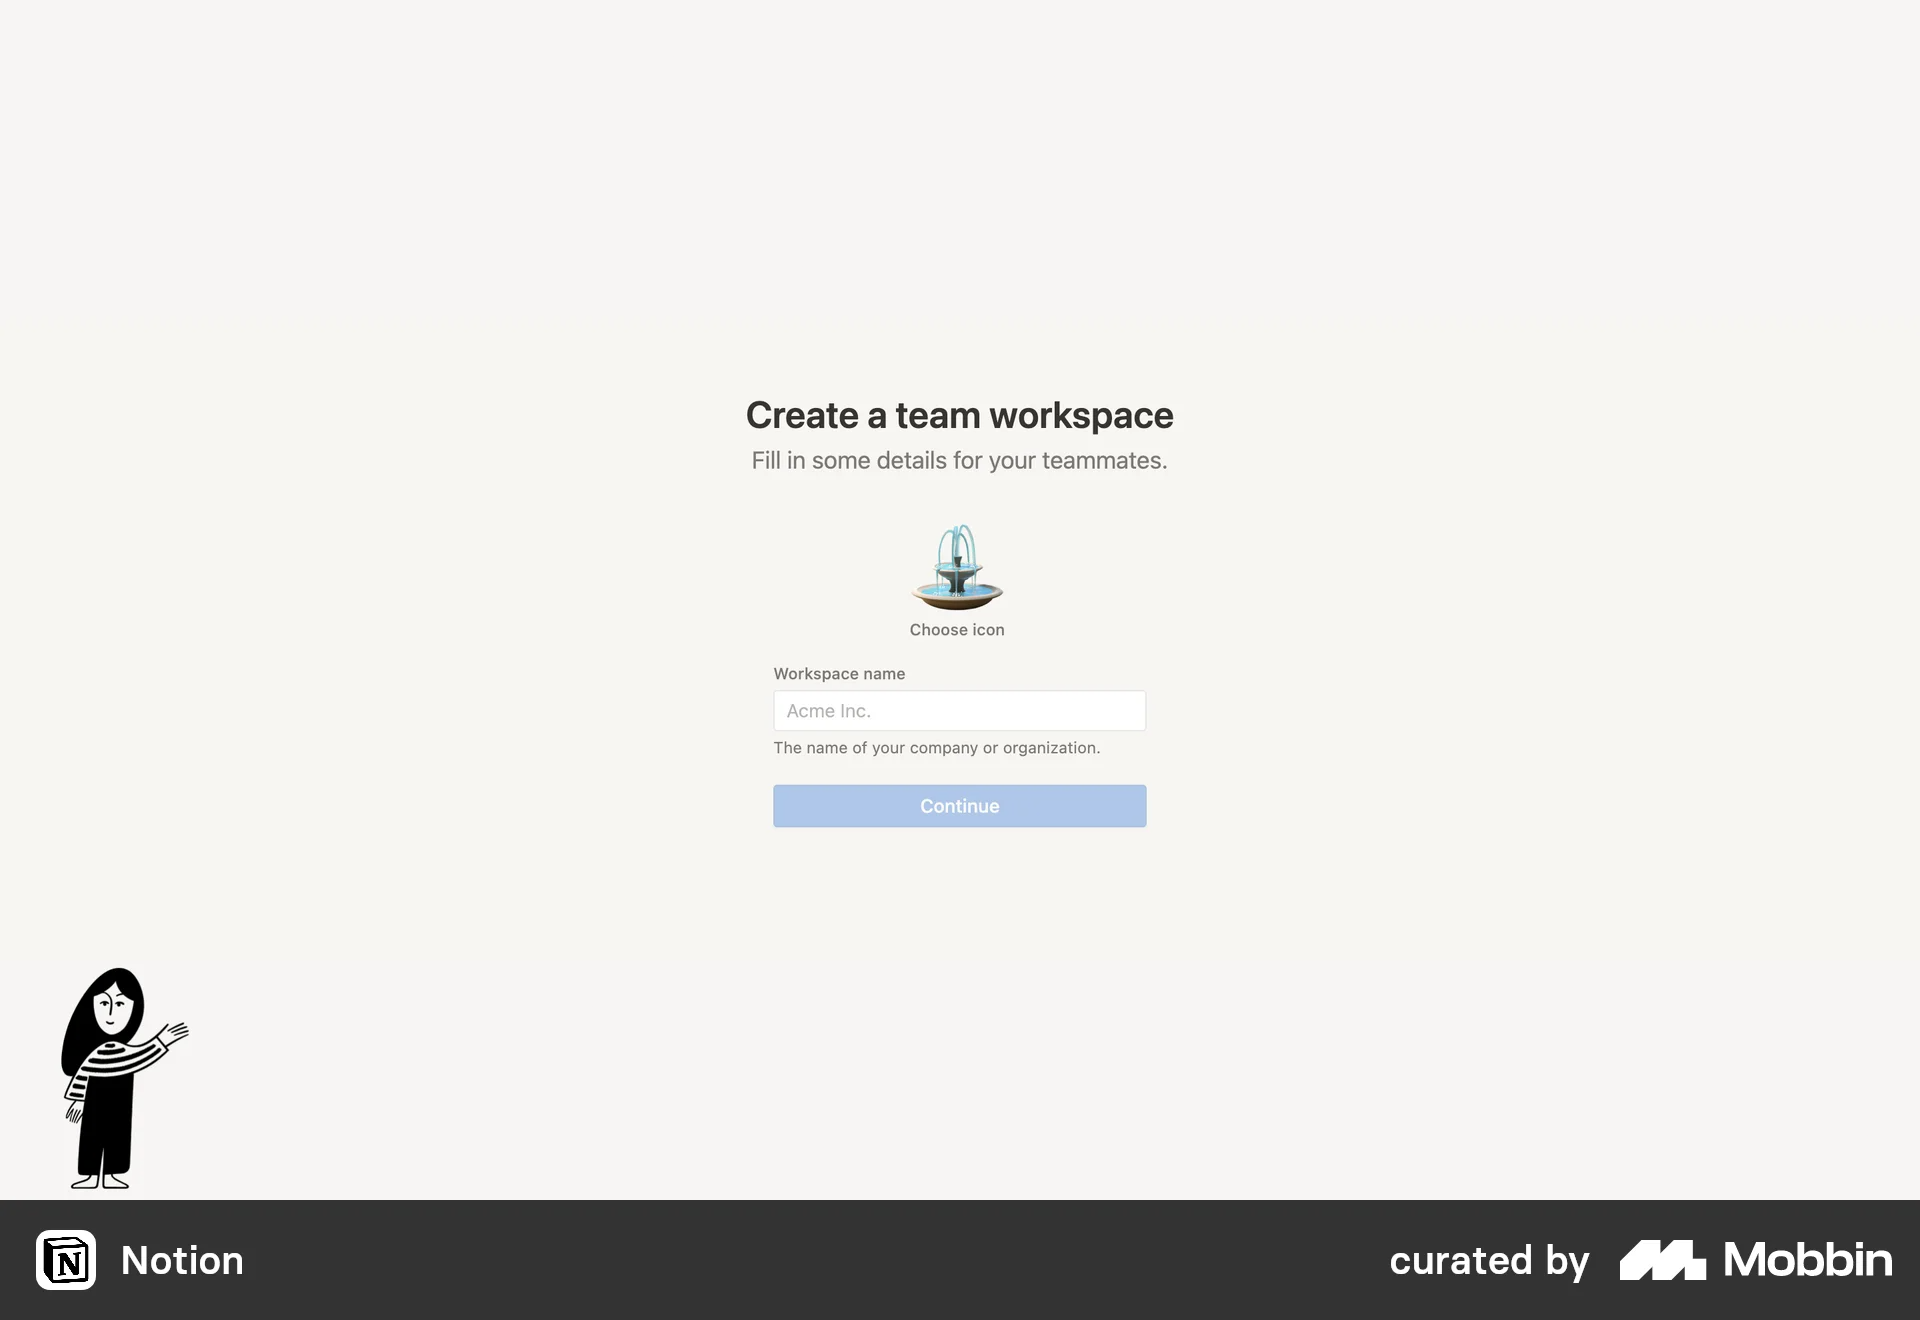 Create a team workspace
Fill in some details for your teammates.
Choose icon
Workspace name
Acme Inc.
The name of your company or organization.
Continue
N Notion
curated by Mobbin